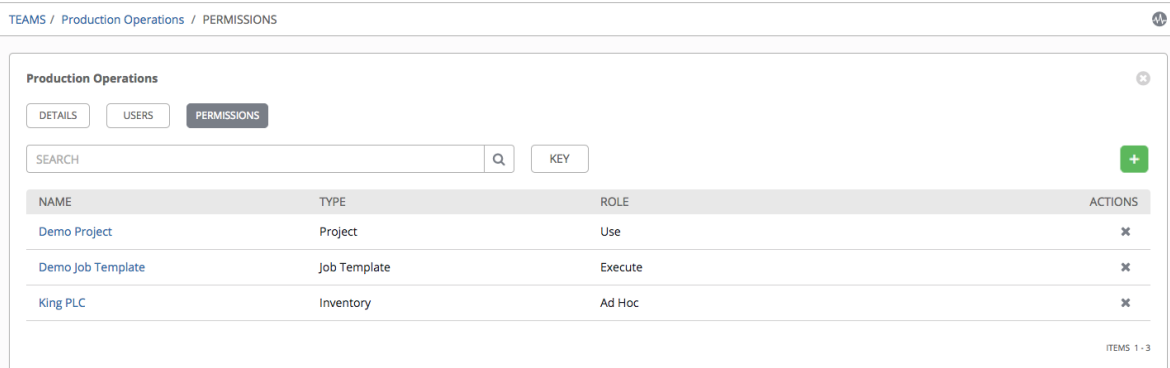 TEAMS / Production Operations / PERMISSIONS
Production Operations
DETAILS USERS PERMISSIONS
SEARCH KEY
NAME TYPE ROLE ACTIONS
Demo Project Project Use
Demo Job Template Job Template Execute
King PLC Inventory Ad Hoc
ITEMS 1 - 3